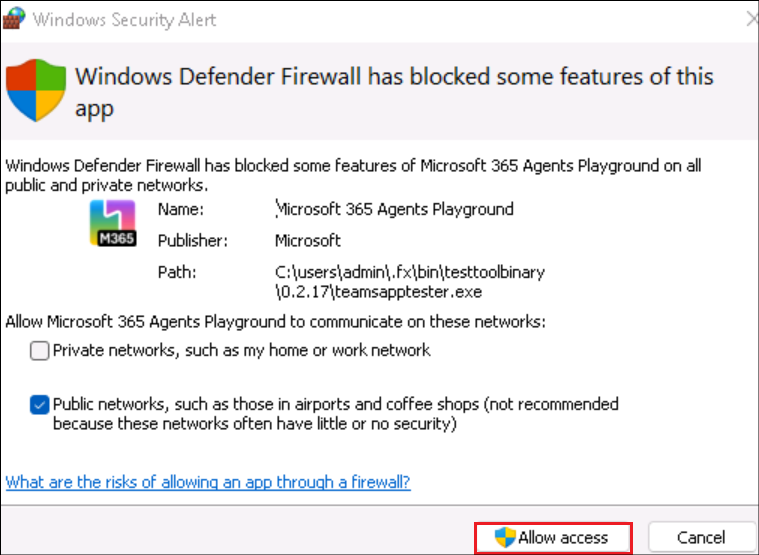 Windows Security Alert
Windows Defender Firewall has blocked some features of this
app
Windows Defender Firewall has blocked some features of Microsoft 365 Agents Playground on all
public and private networks.
M365
Name: Microsoft 365 Agents Playground
Publisher: Microsoft
Path: C:\users\admin\.fx\bin\testtoolbinary
\0.2.17\teamsapptester.exe
Allow Microsoft 365 Agents Playground to communicate on these networks:
Private networks, such as my home or work network
Public networks, such as those in airports and coffee shops (not recommended
because these networks often have little or no security)
What are the risks of allowing an app through a firewall?
Allow access
Cancel